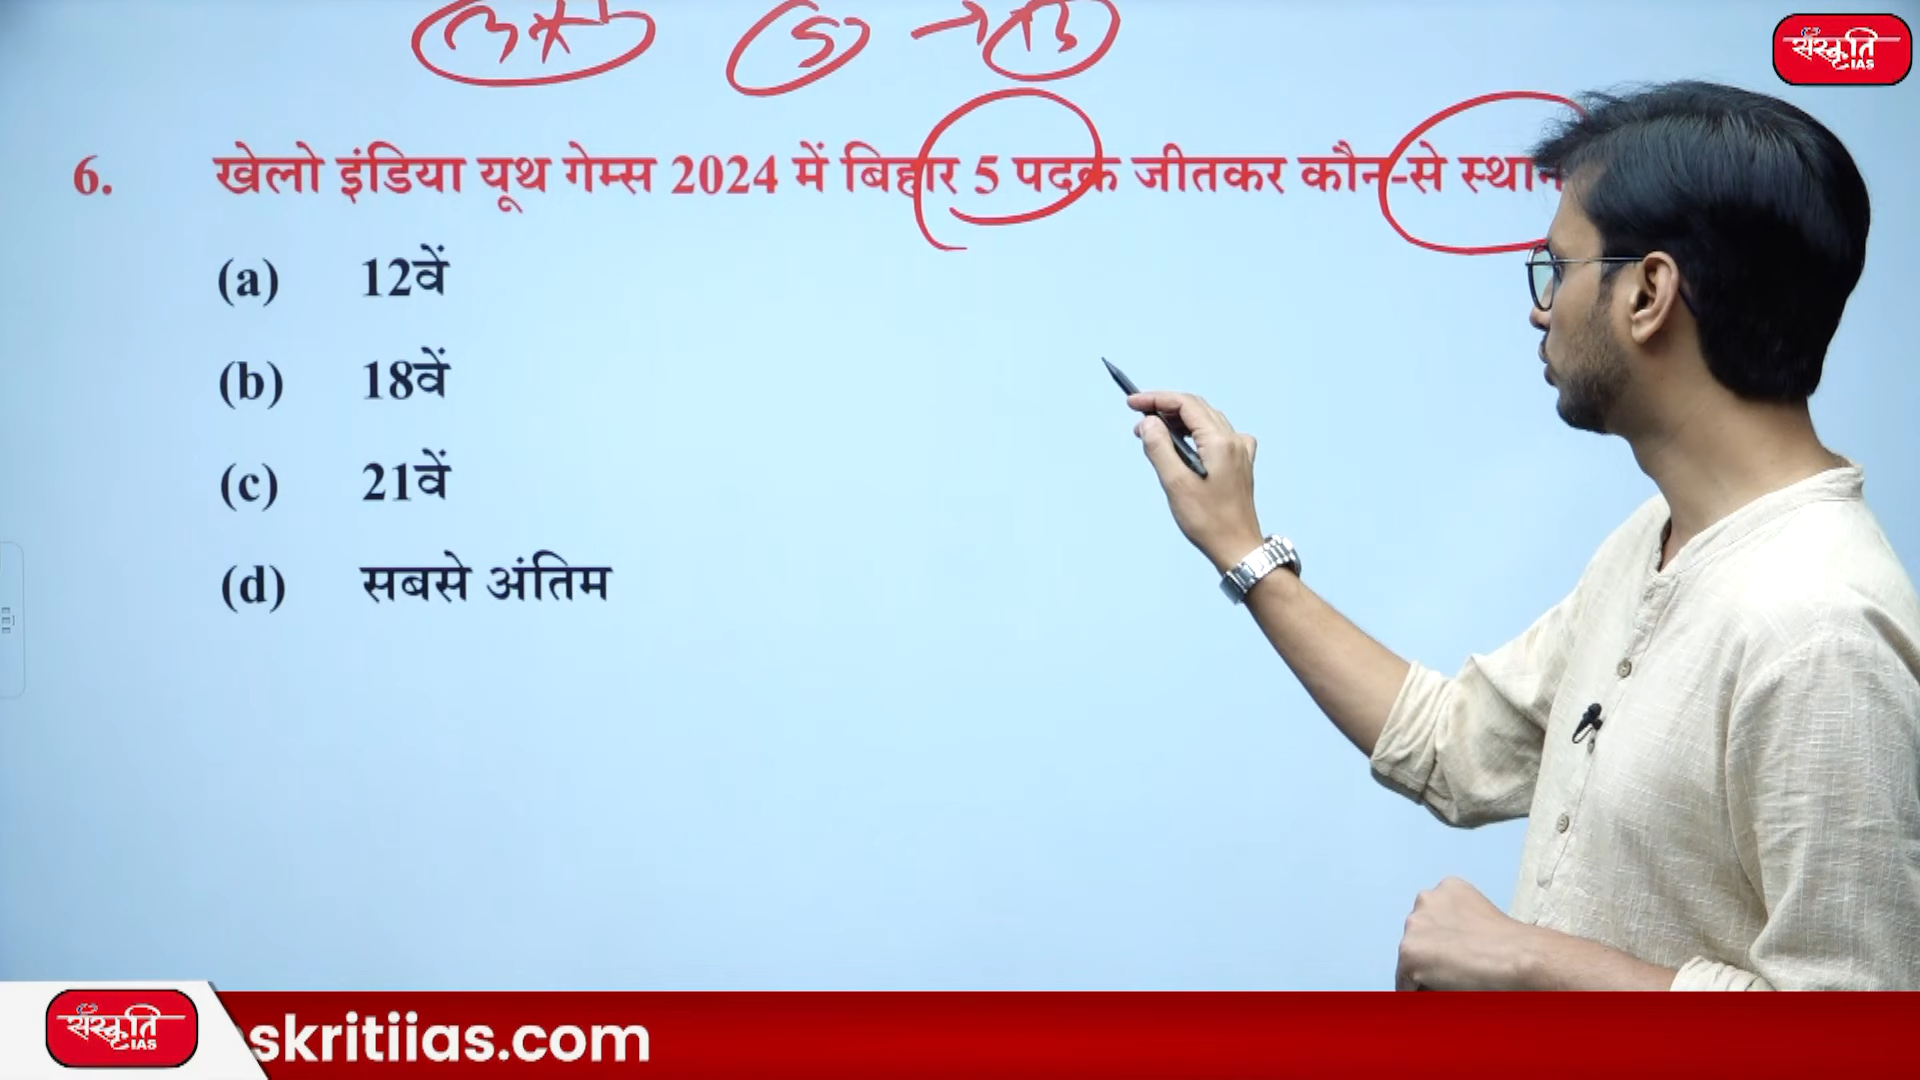 संस्कृति
IAS
6. खेलो इंडिया यूथ गेम्स 2024 में बिहार 5 पदक जीतकर कौन-से स्थान
(a) 12वें
(b) 18वें
(c) 21वें
(d) सबसे अंतिम
संस्कृति
IAS
skritiias.com